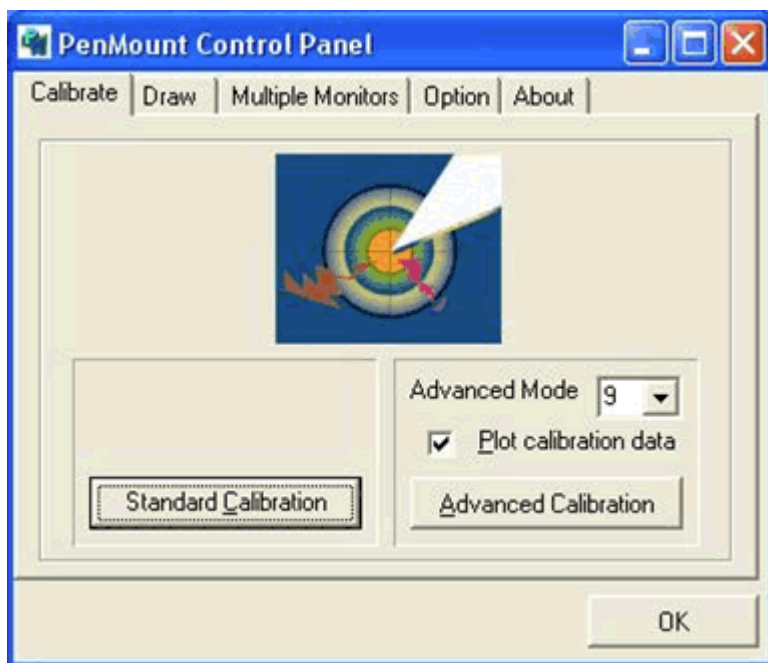 PenMount Control Panel
Calibrate Draw Multiple Monitors Option About
Advanced Mode 9
Plot calibration data
Standard Calibration Advanced Calibration
OK